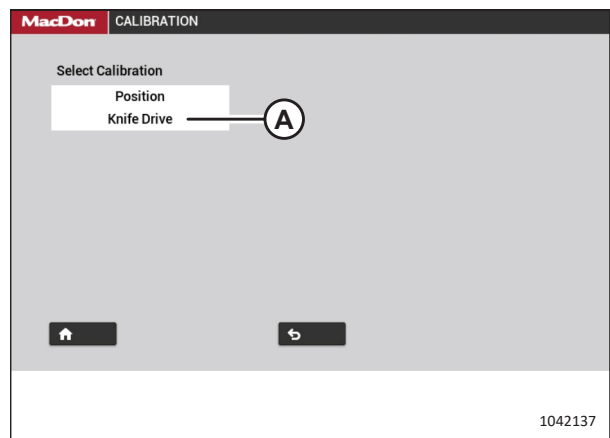 MacDon CALIBRATION
Select Calibration
Position
Knife Drive
A
1042137